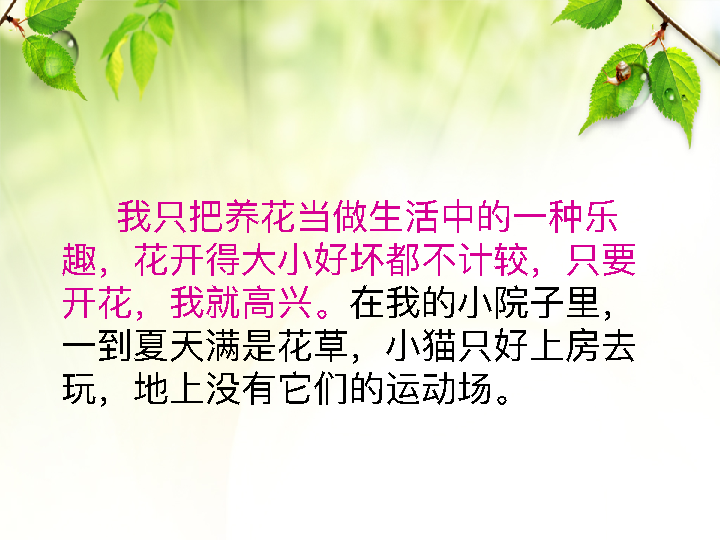 我只把养花当做生活中的一种乐
趣，花开得大小好坏都不计较，只要
开花，我就高兴。在我的小院子里，
一到夏天满是花草，小猫只好上房去
玩，地上没有它们的运动场。